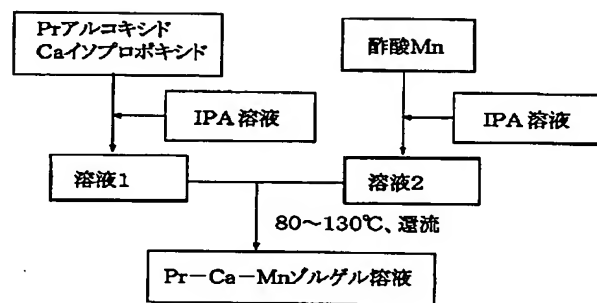 Prアルコキシド
Caイソプロポキシド
酢酸Mn
IPA溶液
IPA溶液
溶液1
溶液2
80~130℃、還流
Pr-Ca-Mnゾルゲル溶液